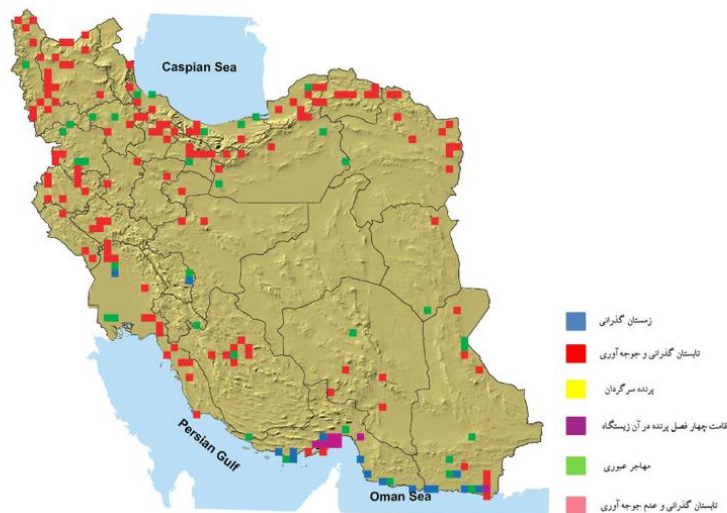 Caspian Sea
زمستان گذرانی
تابستان گذرانی و جوجه آوری
پرنده سرگردان
قامت چهار فصل پرنده در آن زیستگاه
مهاجر عبوری
تابستان گذرانی و عدم جوجه آوری
Persian Gulf
Oman Sea